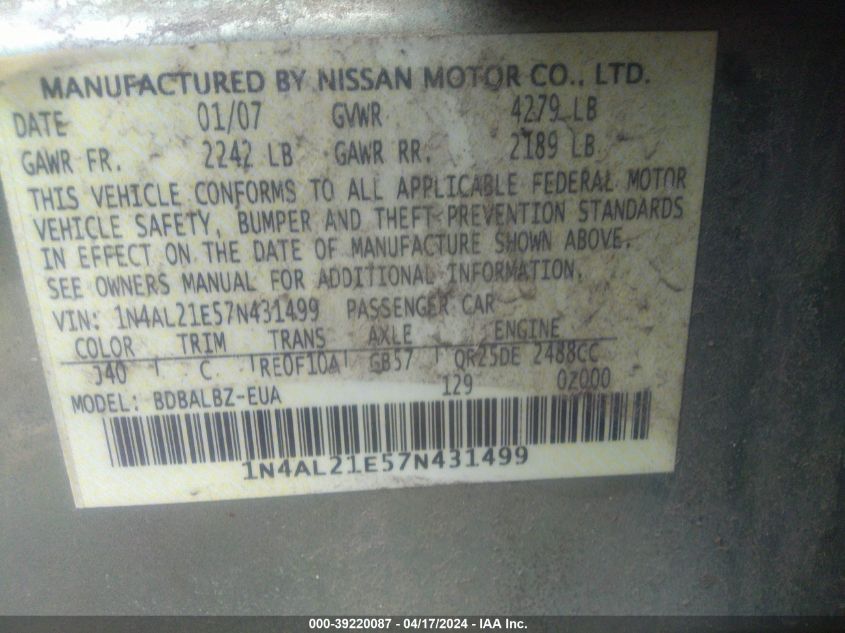 MANUFACTURED BY NISSAN MOTOR CO., LTD.
DATE 01/07 GVWR 4279 LB
GAWR FR. 2242 LB GAWR RR. 2189 LB
THIS VEHICLE CONFORMS TO ALL APPLICABLE FEDERAL MOTOR
VEHICLE SAFETY, BUMPER AND THEFT PREVENTION STANDARDS
IN EFFECT ON THE DATE OF MANUFACTURE SHOWN ABOVE.
SEE OWNERS MANUAL FOR ADDITIONAL INFORMATION.
VIN: 1N4AL21E57N431499 PASSENGER CAR
COLOR TRIM TRANS AXLE ENGINE
J40 C RE0F10A GB57 QR25DE 2488CC
MODEL: BDBALBZ-EUA 129 0Z000
1N4AL21E57N431499
000-39220087 - 04/17/2024 - IAA Inc.